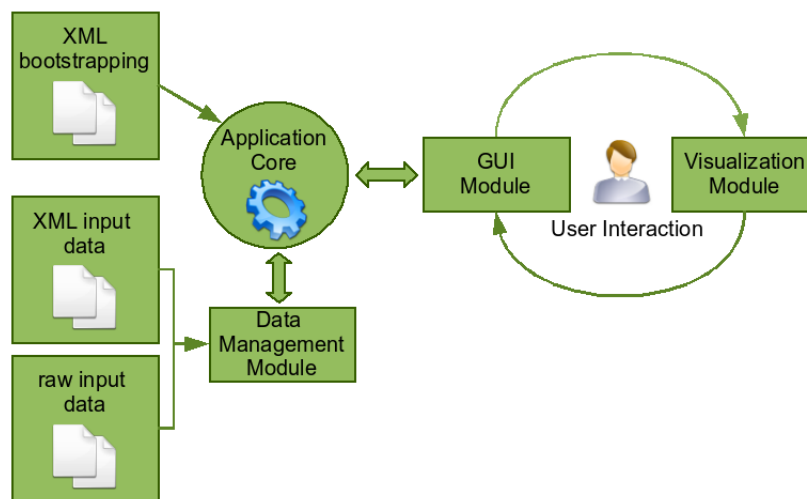 XML
bootstrapping
Application
Core
GUI
Module
Visualization
Module
User Interaction
XML input
data
Data
Management
Module
raw input
data